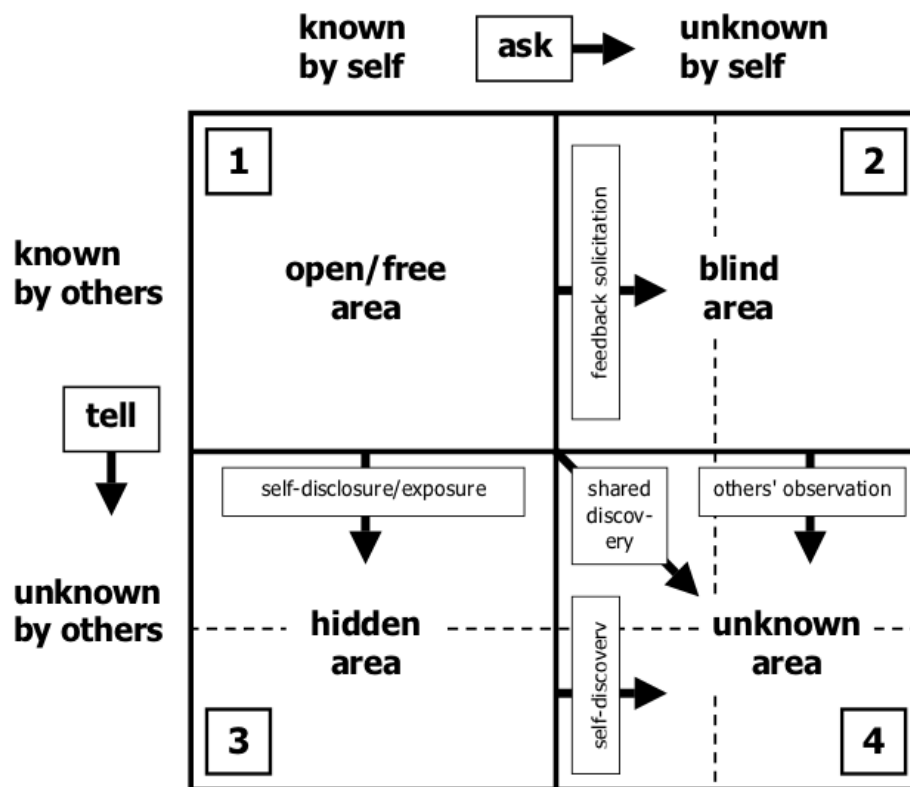 known
by self
ask
unknown
by self
1
2
known
by others
open/free
area
feedback solicitation
blind
area
tell
self-disclosure/exposure
shared
discov-
ery
others' observation
unknown
by others
hidden
area
self-discovery
unknown
area
3
4